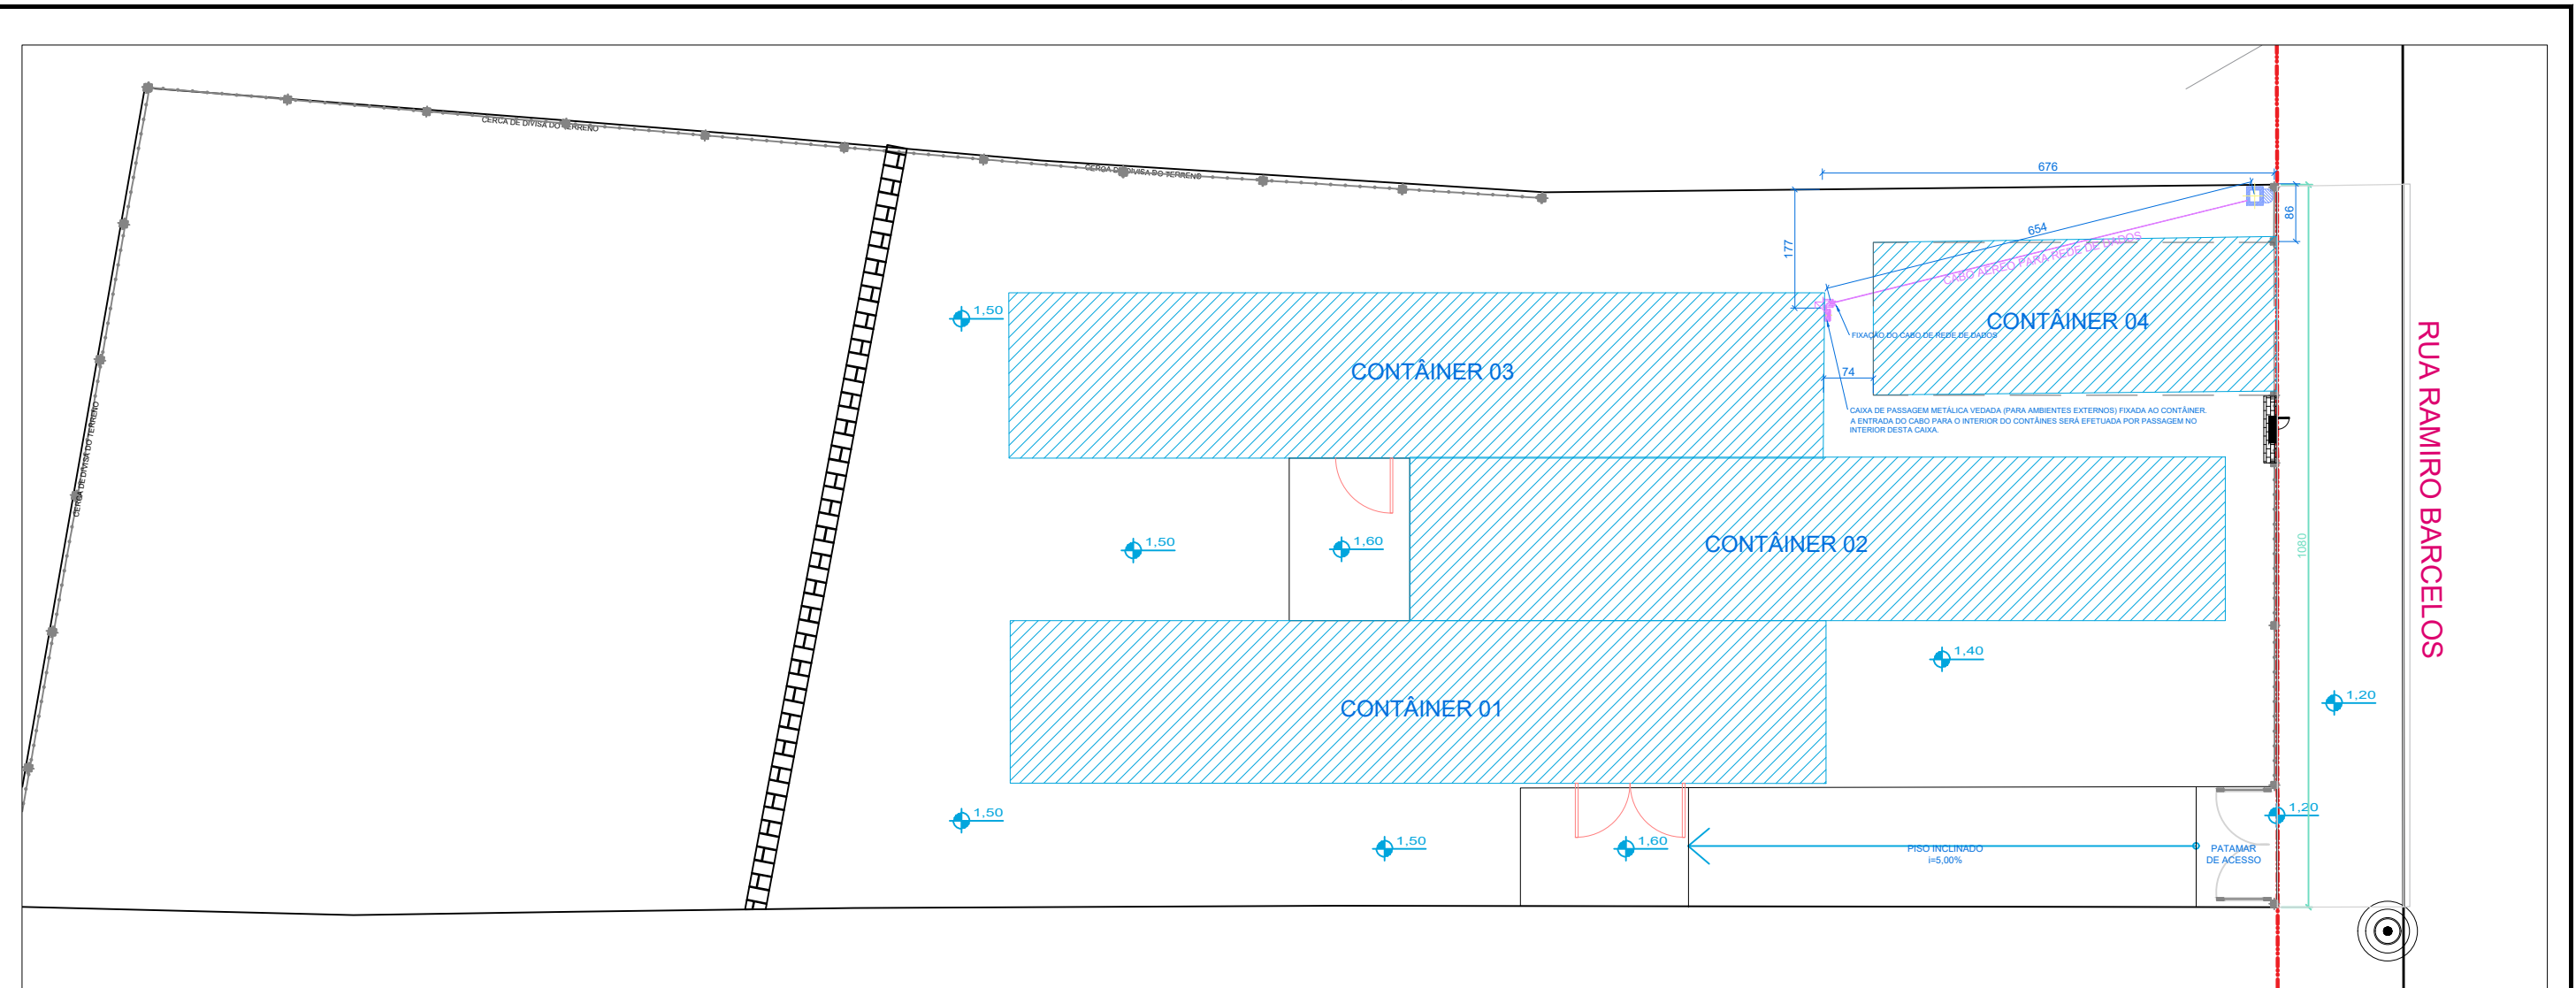 CERCA DE DIVISA DO TERRENO
CERCA DE DIVISA DO TERRENO
676
86
654
177
CABO AÉREO PARA REDE DE DADOS
1,50
CONTÂINER 04
FIXAÇÃO DO CABO DE REDE DE DADOS
CONTÂINER 03
74
CAIXA DE PASSAGEM METÁLICA VEDADA (PARA AMBIENTES EXTERNOS) FIXADA AO CONTÂINER.
A ENTRADA DO CABO PARA O INTERIOR DO CONTÂINES SERÁ EFETUADA POR PASSAGEM NO
INTERIOR DESTA CAIXA.
CERCA DE DIVISA DO TERRENO
RUA RAMIRO BARCELOS
1,50
1,60
CONTÂINER 02
1080
1,40
1,20
CONTÂINER 01
1,50
1,20
1,50
1,60
PISO INCLINADO
i=5,00%
PATAMAR
DE ACESSO